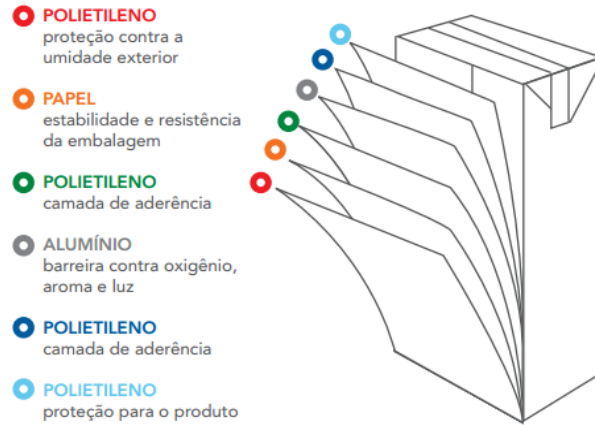 POLIETILENO
proteção contra a
umidade exterior
PAPEL
estabilidade e resistência
da embalagem
POLIETILENO
camada de aderência
ALUMÍNIO
barreira contra oxigênio,
aroma e luz
POLIETILENO
camada de aderência
POLIETILENO
proteção para o produto